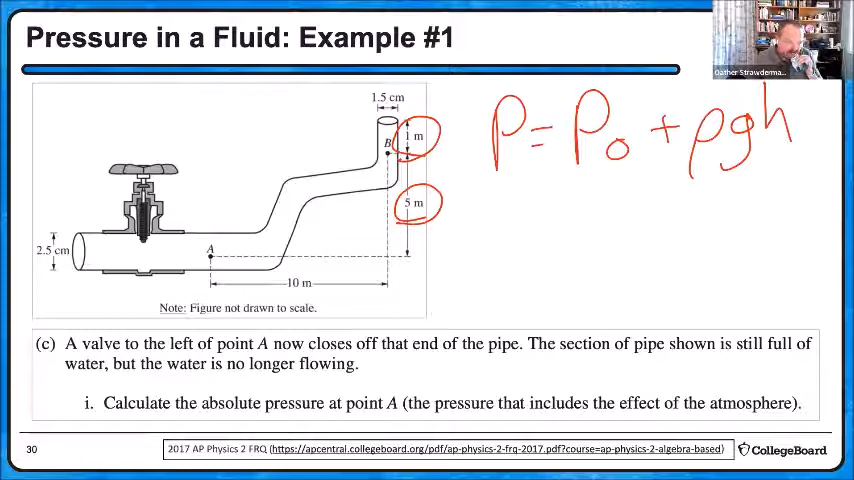 Pressure in a Fluid: Example #1
Oather Strawderma...
1.5 cm
1 m
B
5 m
2.5 cm
A
10 m
Note: Figure not drawn to scale.
P = P₀ + ρgh
(c) A valve to the left of point A now closes off that end of the pipe. The section of pipe shown is still full of
water, but the water is no longer flowing.
i. Calculate the absolute pressure at point A (the pressure that includes the effect of the atmosphere).
30
2017 AP Physics 2 FRQ (https://apcentral.collegeboard.org/pdf/ap-physics-2-frq-2017.pdf?course=ap-physics-2-algebra-based)
CollegeBoard